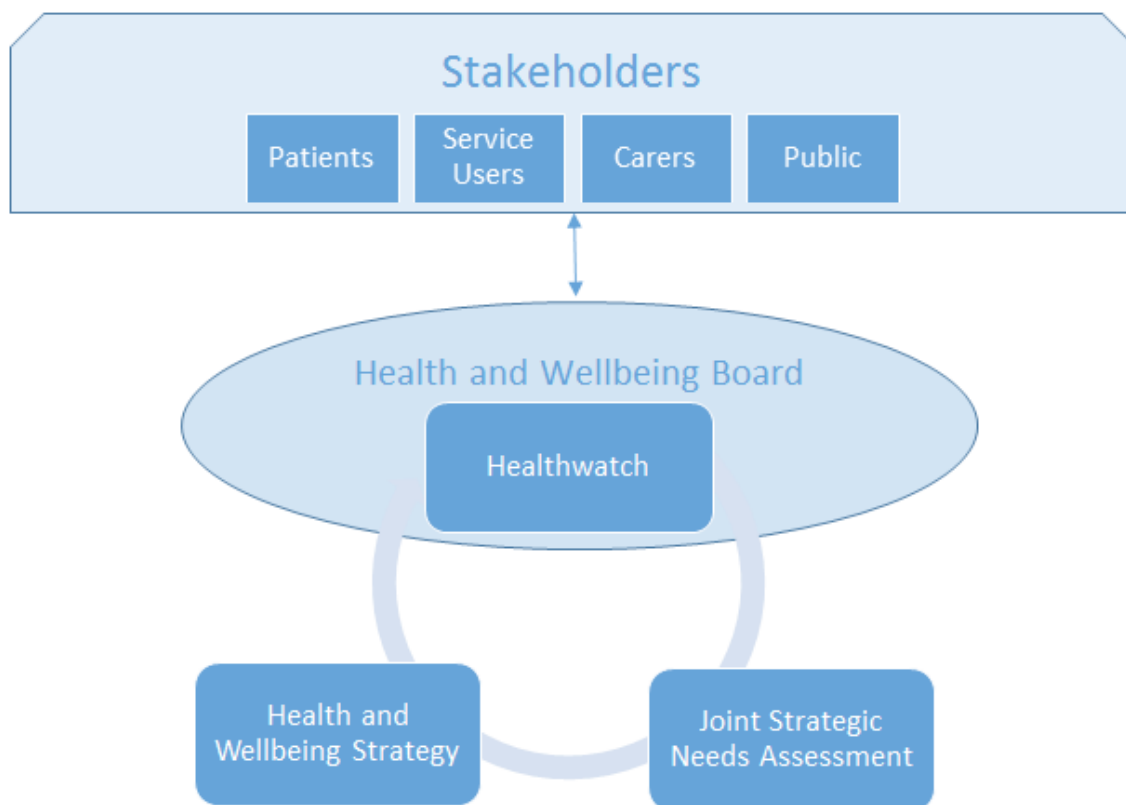 Stakeholders
Patients
Service
Users
Carers
Public
Health and Wellbeing Board
Healthwatch
Health and
Wellbeing Strategy
Joint Strategic
Needs Assessment